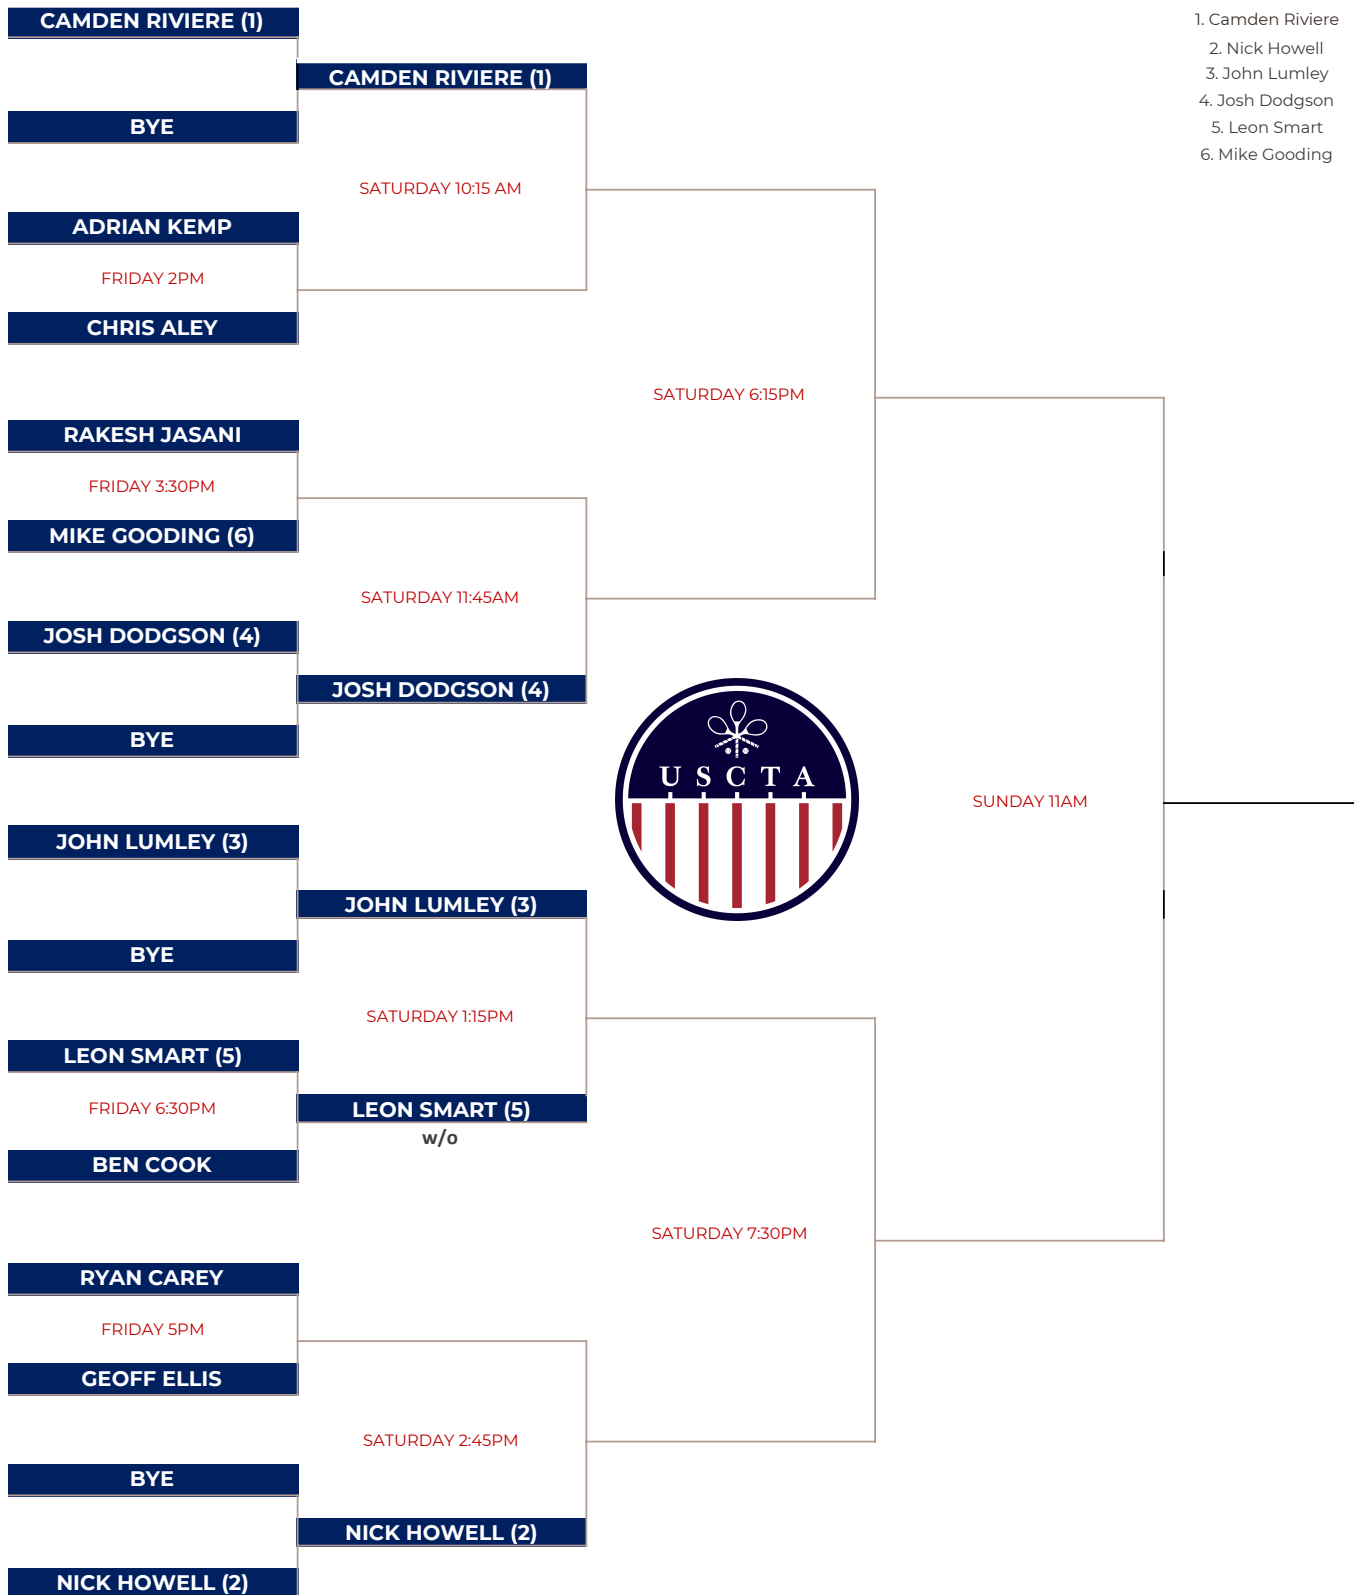 CAMDEN RIVIERE (1)
BYE
ADRIAN KEMP
FRIDAY 2PM
CHRIS ALEY
RAKESH JASANI
FRIDAY 3:30PM
MIKE GOODING (6)
JOSH DODGSON (4)
BYE
JOHN LUMLEY (3)
BYE
LEON SMART (5)
FRIDAY 6:30PM
BEN COOK
RYAN CAREY
FRIDAY 5PM
GEOFF ELLIS
BYE
NICK HOWELL (2)
CAMDEN RIVIERE (1)
SATURDAY 10:15 AM
SATURDAY 11:45AM
JOSH DODGSON (4)
JOHN LUMLEY (3)
SATURDAY 1:15PM
LEON SMART (5)
w/o
SATURDAY 2:45PM
NICK HOWELL (2)
SATURDAY 6:15PM
USCTA
SATURDAY 7:30PM
SUNDAY 11AM
1. Camden Riviere
2. Nick Howell
3. John Lumley
4. Josh Dodgson
5. Leon Smart
6. Mike Gooding